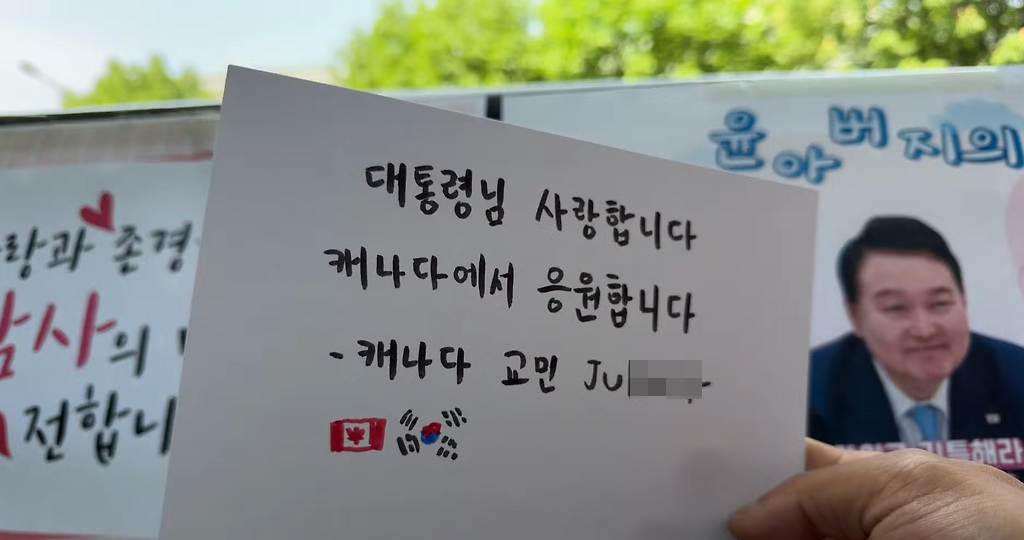 대통령님 사랑합니다
캐나다에서 응원합니다
- 캐나다 교민 Ju
랑과 존경
감사의
전합니
윤아버지의